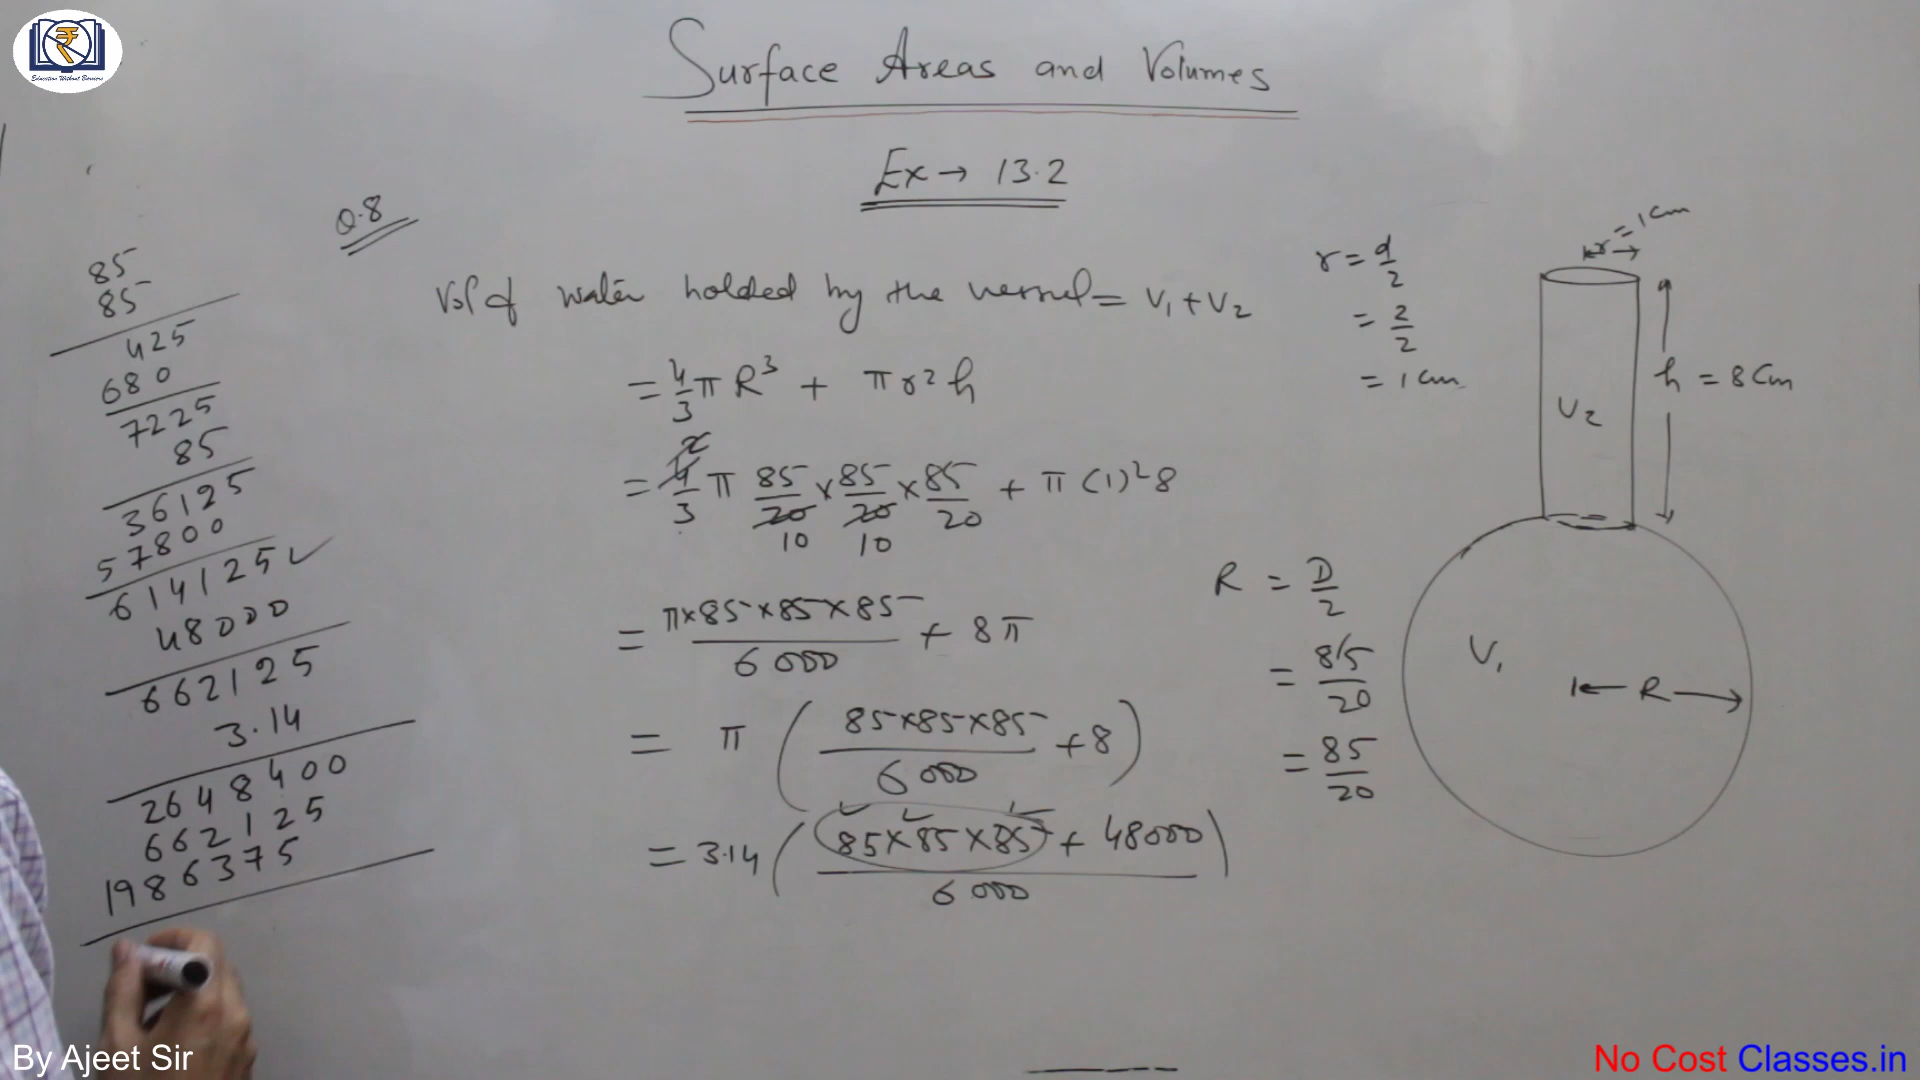 Education Without Barriers
Surface Areas and Volumes
Ex → 13.2
Q.8
Vol of water holded by the vessel = V₁ + V₂
= 4/3 π R³ + π r² h
= 4/3 π 85/20 × 85/20 × 85/20 + π (1)² 8
2
10 10
= π×85×85×85/6000 + 8π
= π (85×85×85/6000 + 8)
= 3.14 (85×85×85 + 48000/6000)
85
85
425
680
7225
85
36125
57800
614125 ✓
48000
662125
3.14
2648400
662125
1986375
r = d/2
= 2/2
= 1 cm
r = 1 cm
h = 8 cm
V₂
R = D/2
= 8.5/20
= 85/20
V₁
R
By Ajeet Sir
No Cost Classes.in